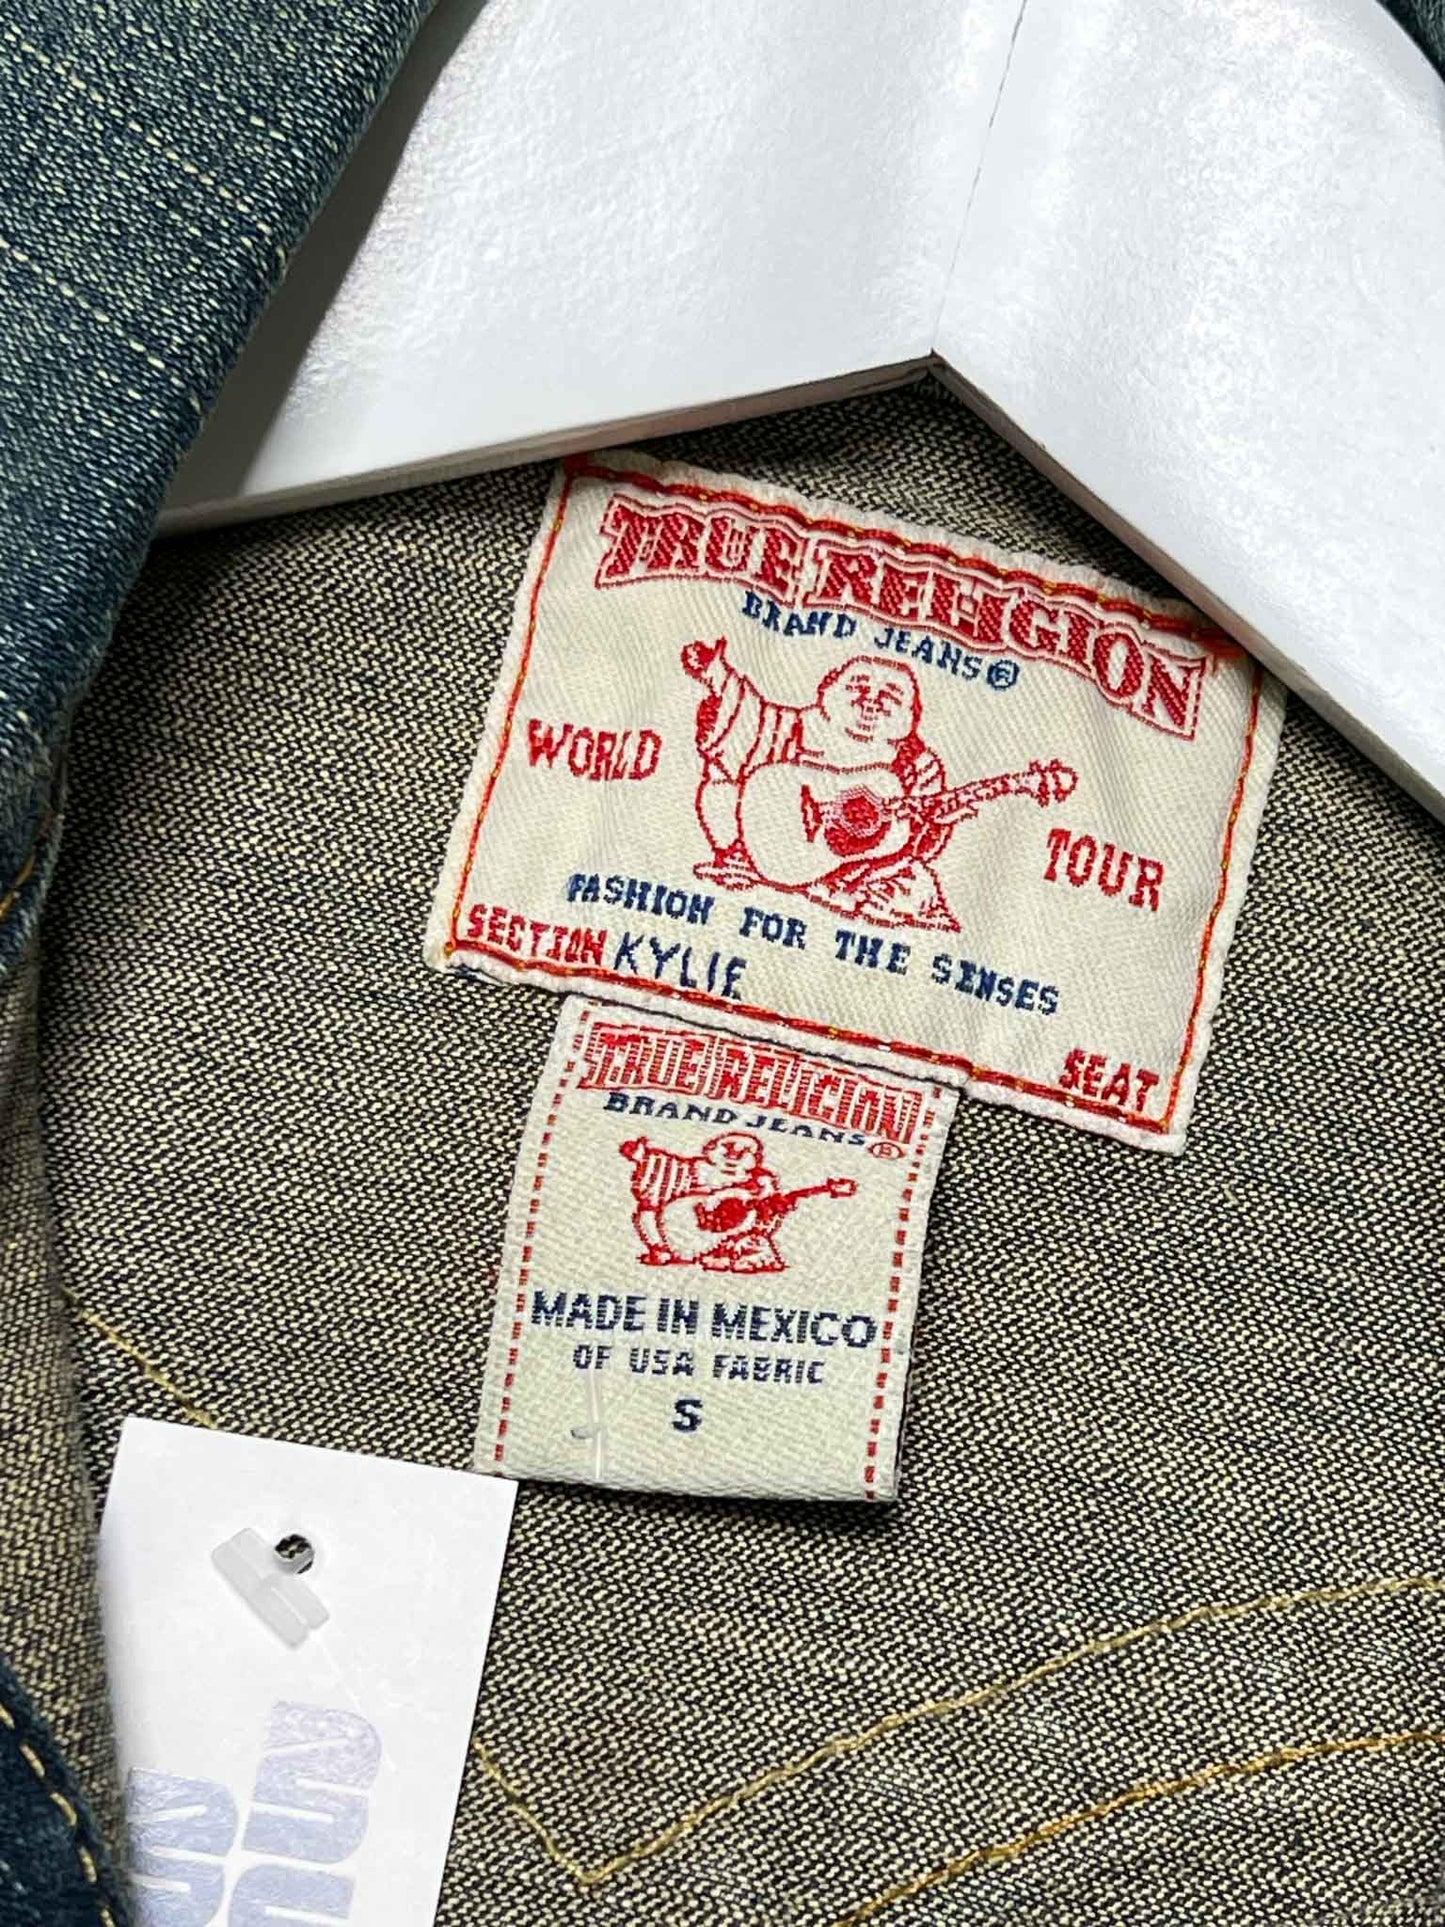 TRUE RELIGION
BRAND JEANS®
WORLD TOUR
FASHION FOR THE SENSES
SECTION KYLIE
SEAT
TRUE RELIGION
BRAND JEANS®
MADE IN MEXICO
OF USA FABRIC
S